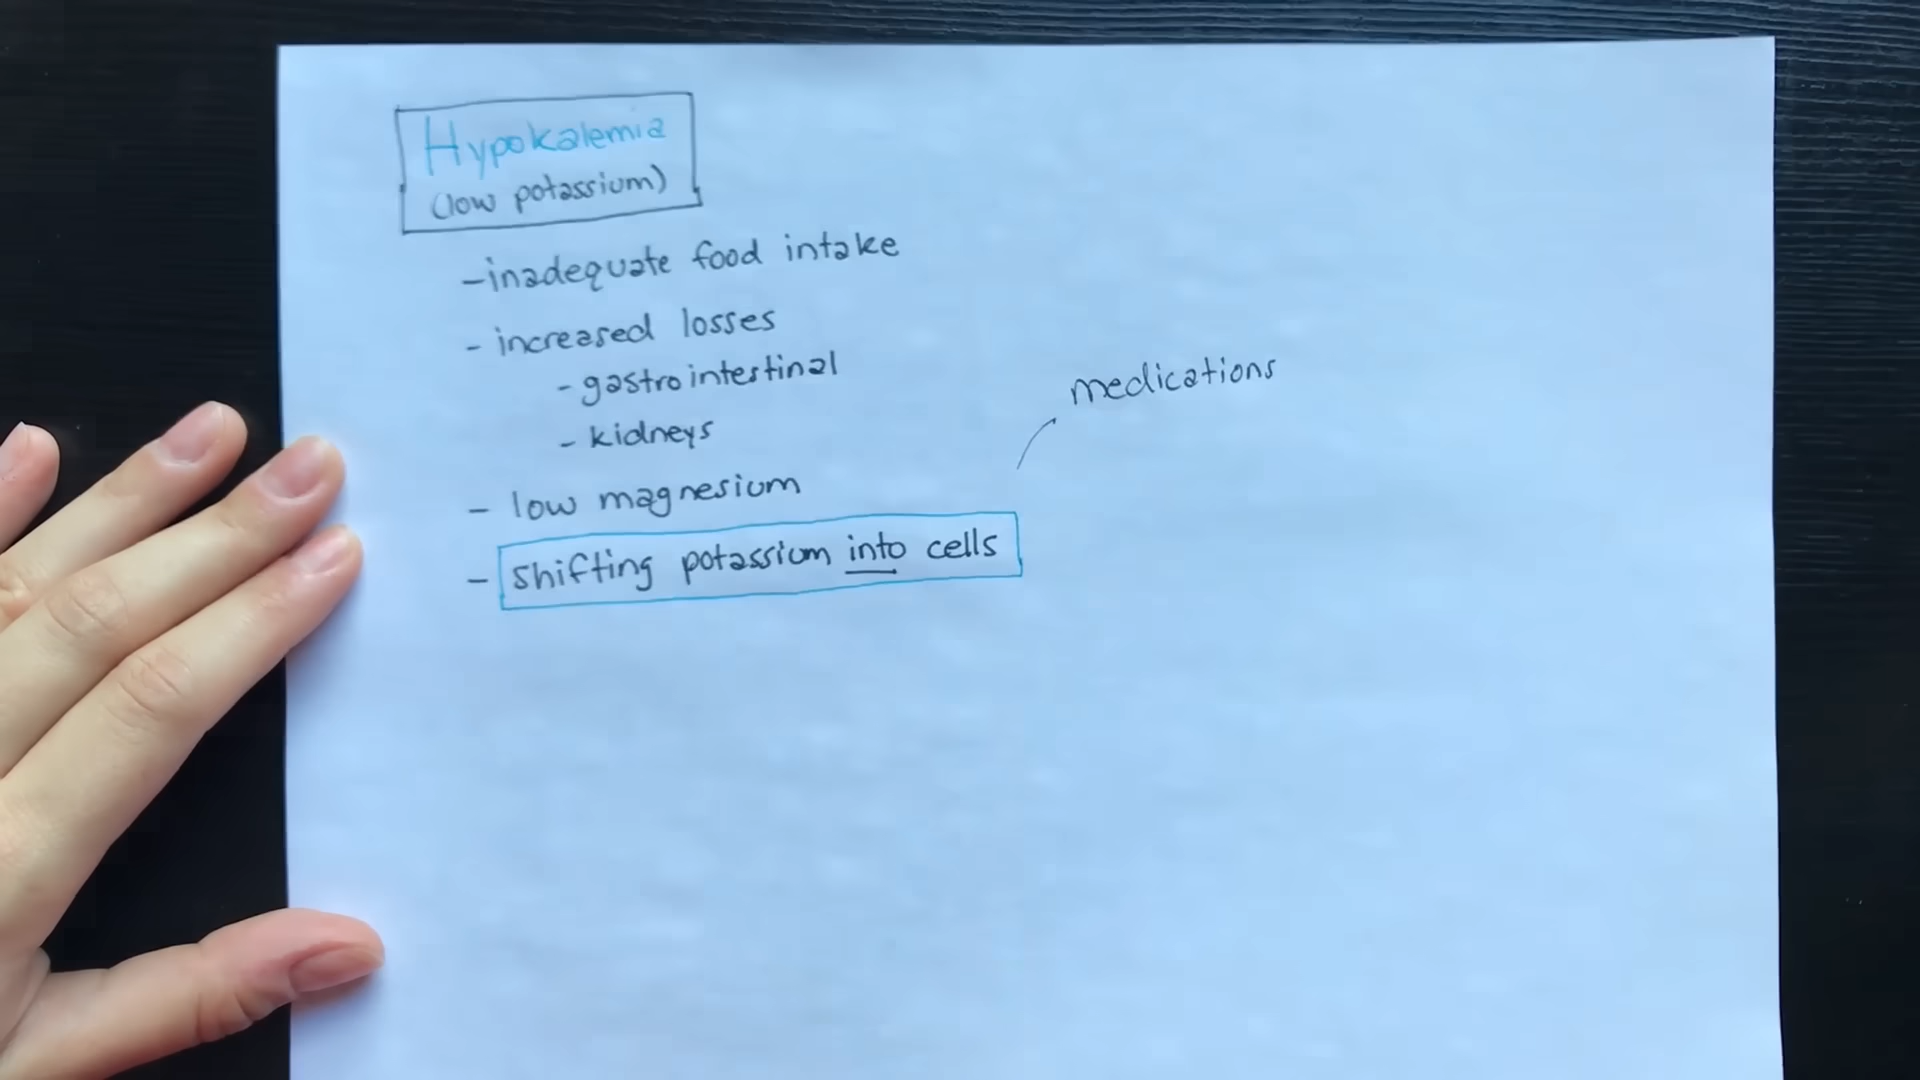 Hypokalemia
(low potassium)
- inadequate food intake
- increased losses
- gastrointestinal
- kidneys
- low magnesium
- shifting potassium into cells
medications